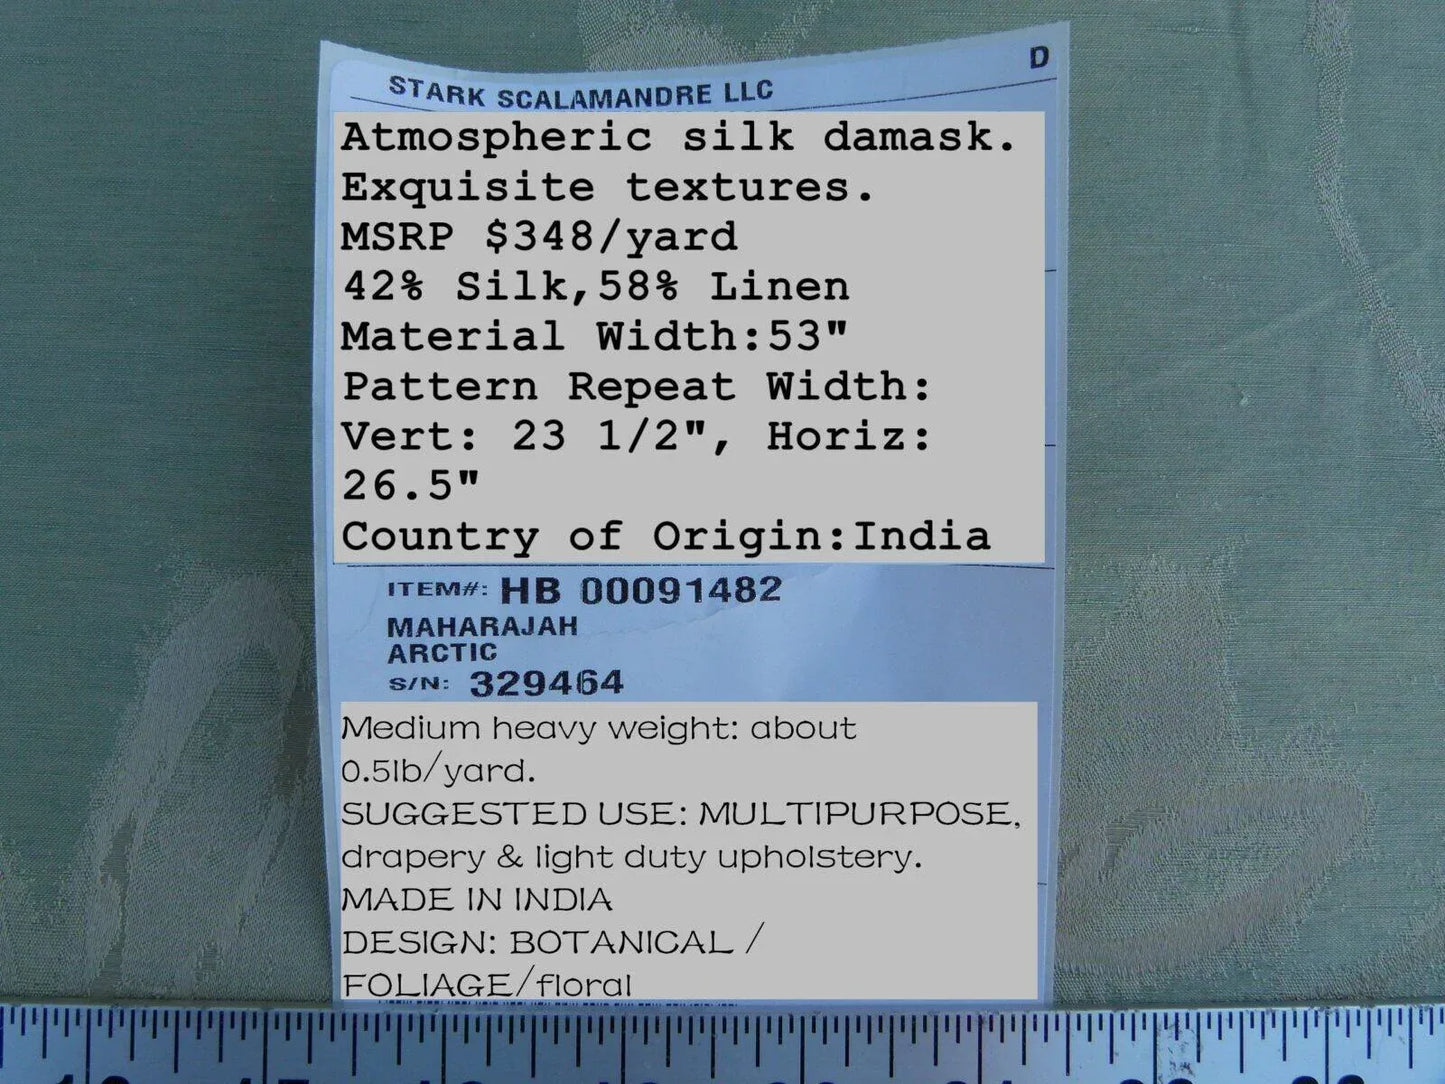 D
STARK SCALAMANDRE LLC
Atmospheric silk damask.
Exquisite textures.
MSRP $348/yard
42% Silk,58% Linen
Material Width:53"
Pattern Repeat Width:
Vert: 23 1/2", Horiz:
26.5"
Country of Origin:India
ITEM#: HB 00091482
MAHARAJAH
ARCTIC
S/N: 329464
Medium heavy weight: about
0.5lb/yard.
SUGGESTED USE: MULTIPURPOSE,
drapery & light duty upholstery.
MADE IN INDIA
DESIGN: BOTANICAL /
FOLIAGE/floral